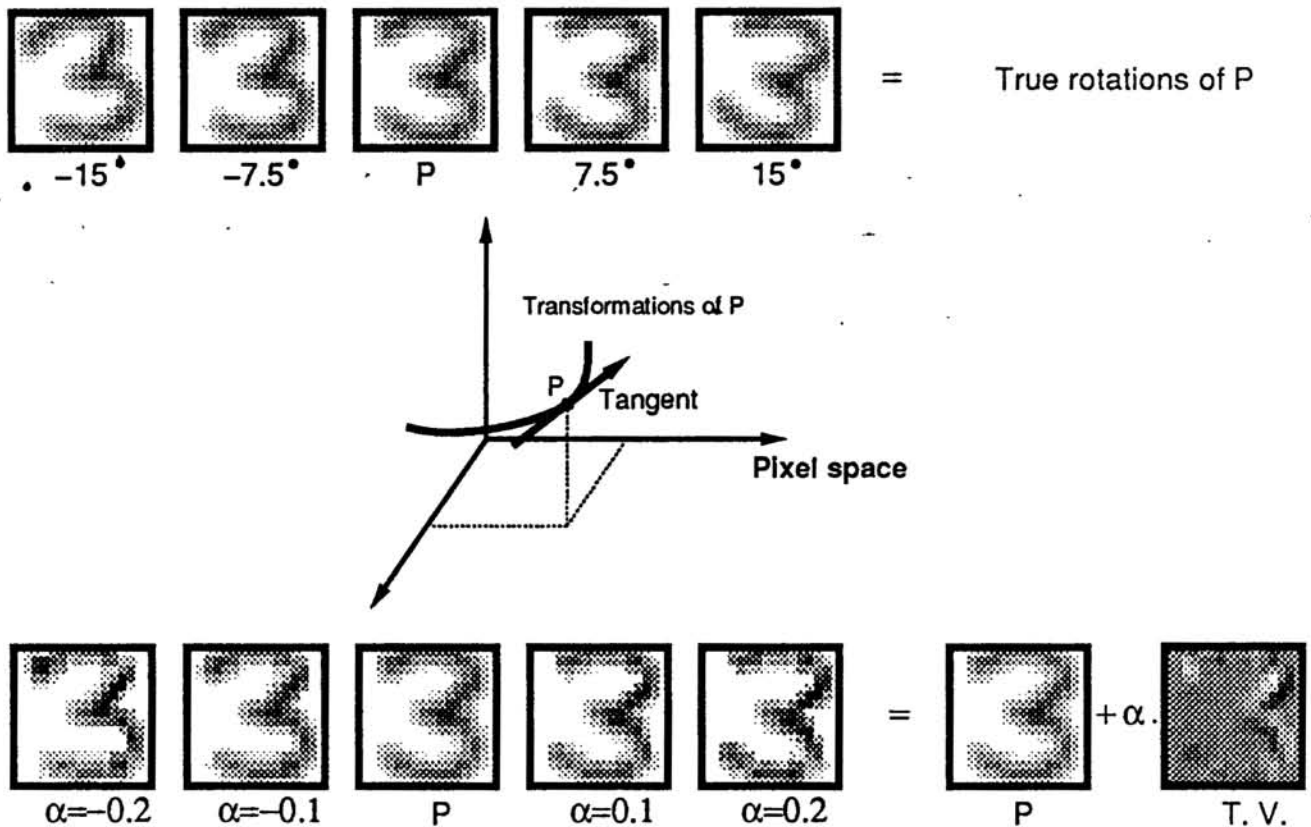 = True rotations of P
−15° −7.5° P 7.5° 15°
Transformations of P
P
Tangent
Pixel space
= +α.
α=−0.2 α=−0.1 P α=0.1 α=0.2 P T. V.